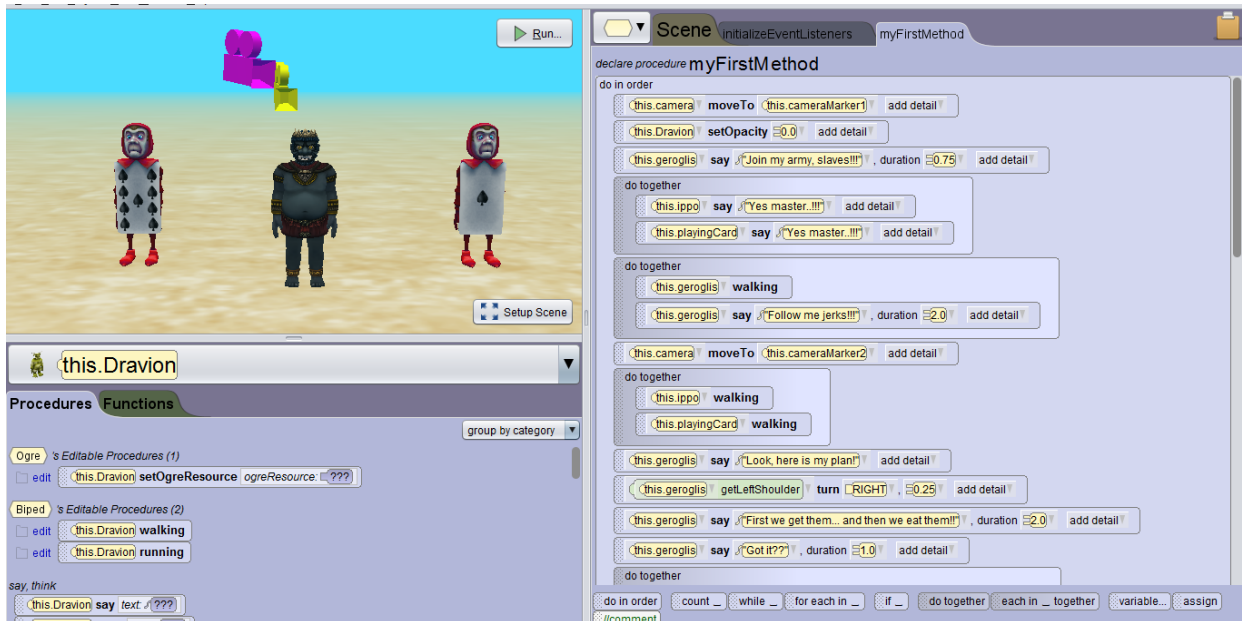 Run...
Setup Scene
this.Dravion
Procedures Functions
group by category
Ogre 's Editable Procedures (1)
edit this.Dravion setOgreResource ogreResource: ???
Biped 's Editable Procedures (2)
edit this.Dravion walking
edit this.Dravion running
say, think
this.Dravion say text: ???
Scene initializeEventListeners myFirstMethod
declare procedure myFirstMethod
do in order
this.camera moveTo this.cameraMarker1 add detail
this.Dravion setOpacity 0.0 add detail
this.geroglis say "Join my army, slaves!!!" , duration 0.75 add detail
do together
this.ippo say "Yes master..!!!" add detail
this.playingCard say "Yes master..!!!" add detail
do together
this.geroglis walking
this.geroglis say "Follow me jerks!!!" , duration 2.0 add detail
this.camera moveTo this.cameraMarker2 add detail
do together
this.ippo walking
this.playingCard walking
this.geroglis say "Look, here is my plan!" add detail
this.geroglis getLeftShoulder turn RIGHT , 0.25 add detail
this.geroglis say "First we get them... and then we eat them!!" , duration 2.0 add detail
this.geroglis say "Got it??" , duration 1.0 add detail
do together
do in order count _ while _ for each in _ if _ do together each in _ together variable... assign
//comment